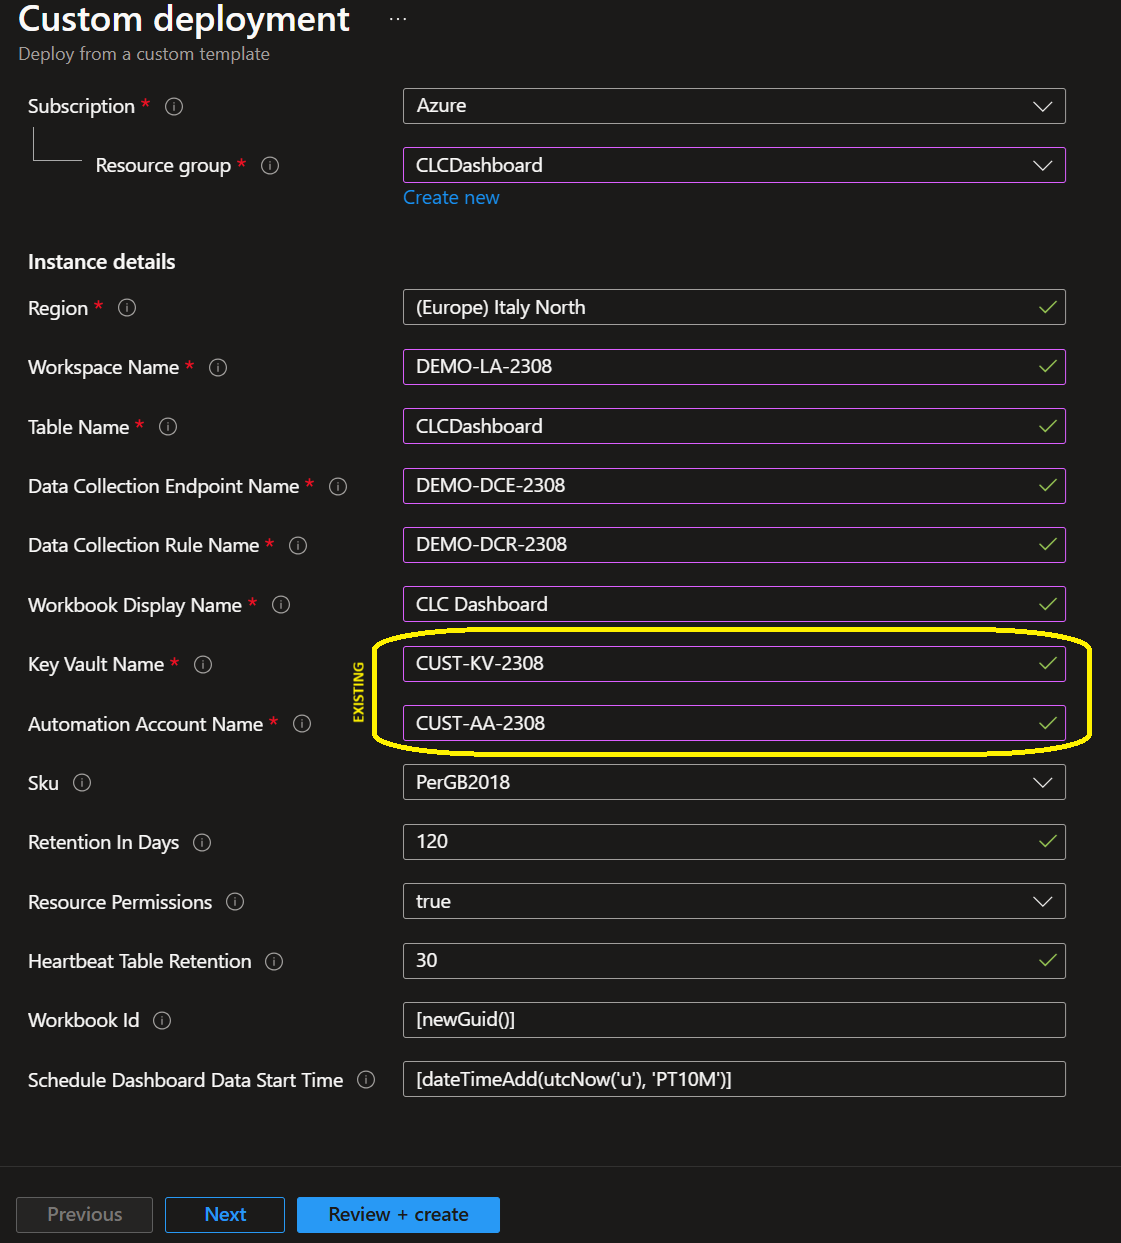 Custom deployment ...
Deploy from a custom template
Subscription * Azure
Resource group * CLCDashboard
Create new
Instance details
Region * (Europe) Italy North
Workspace Name * DEMO-LA-2308
Table Name * CLCDashboard
Data Collection Endpoint Name * DEMO-DCE-2308
Data Collection Rule Name * DEMO-DCR-2308
Workbook Display Name * CLC Dashboard
EXISTING
Key Vault Name * CUST-KV-2308
Automation Account Name * CUST-AA-2308
Sku PerGB2018
Retention In Days 120
Resource Permissions true
Heartbeat Table Retention 30
Workbook Id [newGuid()]
Schedule Dashboard Data Start Time [dateTimeAdd(utcNow('u'), 'PT10M')]
Previous Next Review + create